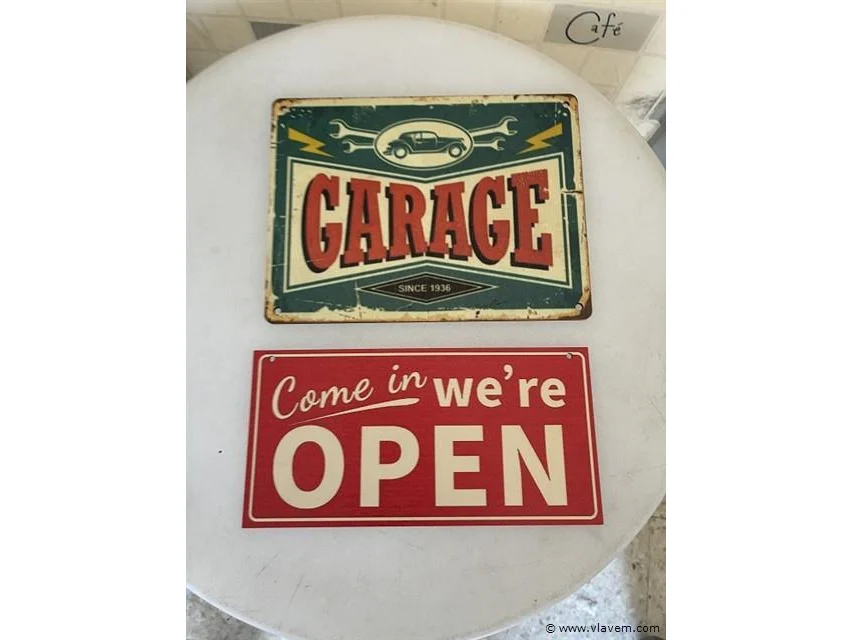 Café
GARAGE
SINCE 1936
Come in we're
OPEN
© www.vlavem.com